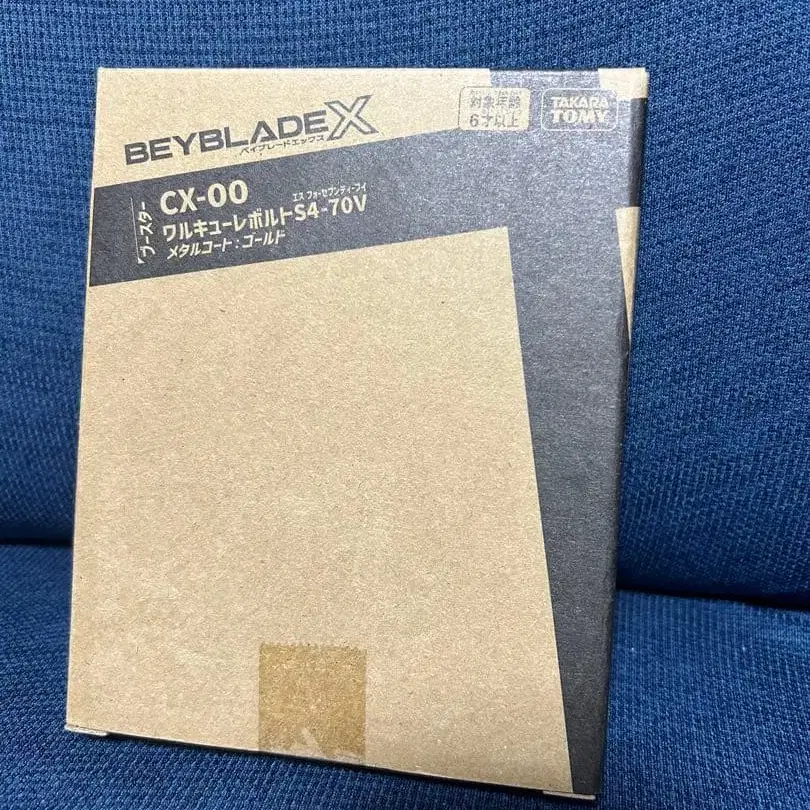 BEYBLADE X
ベイブレードエックス
対象年齢
6才以上
TAKARA
TOMY
ブースター
CX-00
エス フォーセブンティーブイ
ワルキューレボルトS4-70V
メタルコート：ゴールド